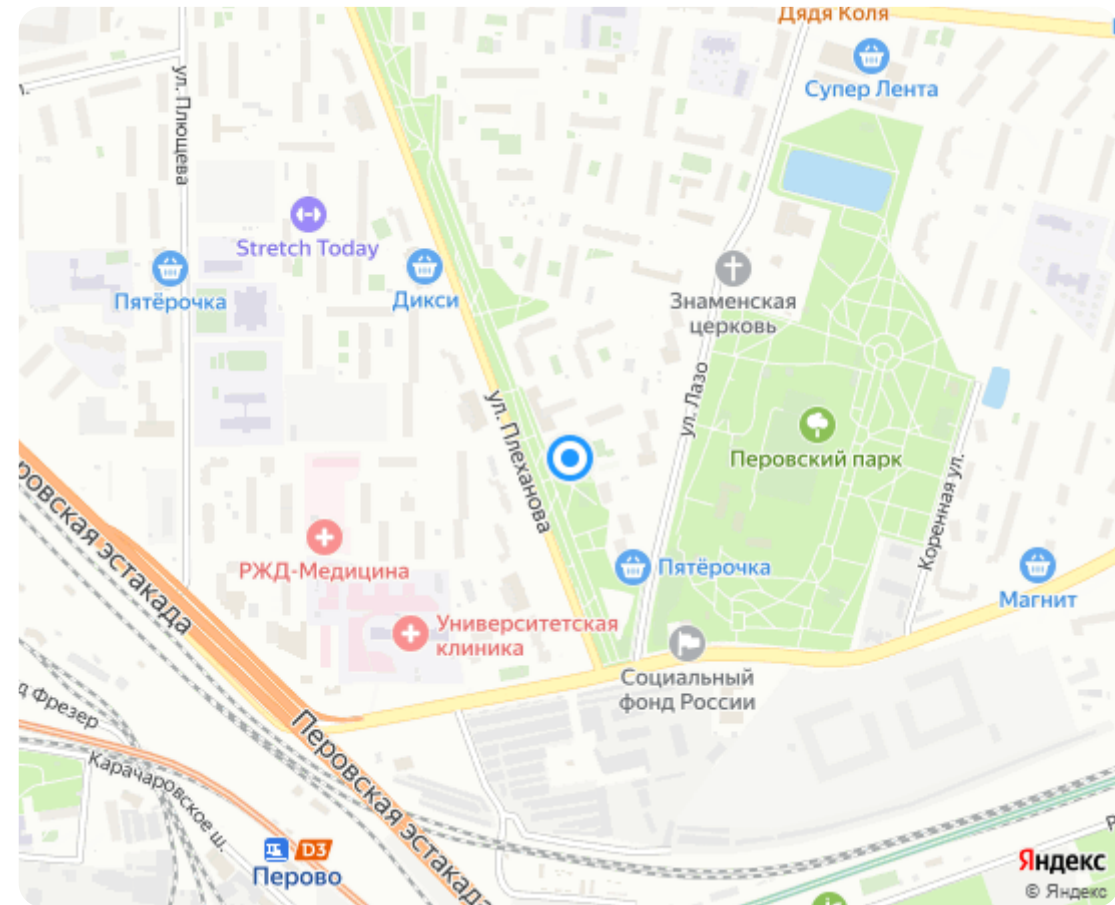 Дядя Коля
Супер Лента
ул. Плющева
Stretch Today
Пятёрочка
Дикси
Знаменская
церковь
ул. Лазо
ул. Плеханова
Перовский парк
Коренная ул.
РЖД-Медицина
Пятёрочка
Магнит
Университетская
клиника
Социальный
фонд России
ровская эстакада
Перовская эстакада
д Фрезер
Карачаровское ш.
D3
Перово
Яндекс
© Яндекс